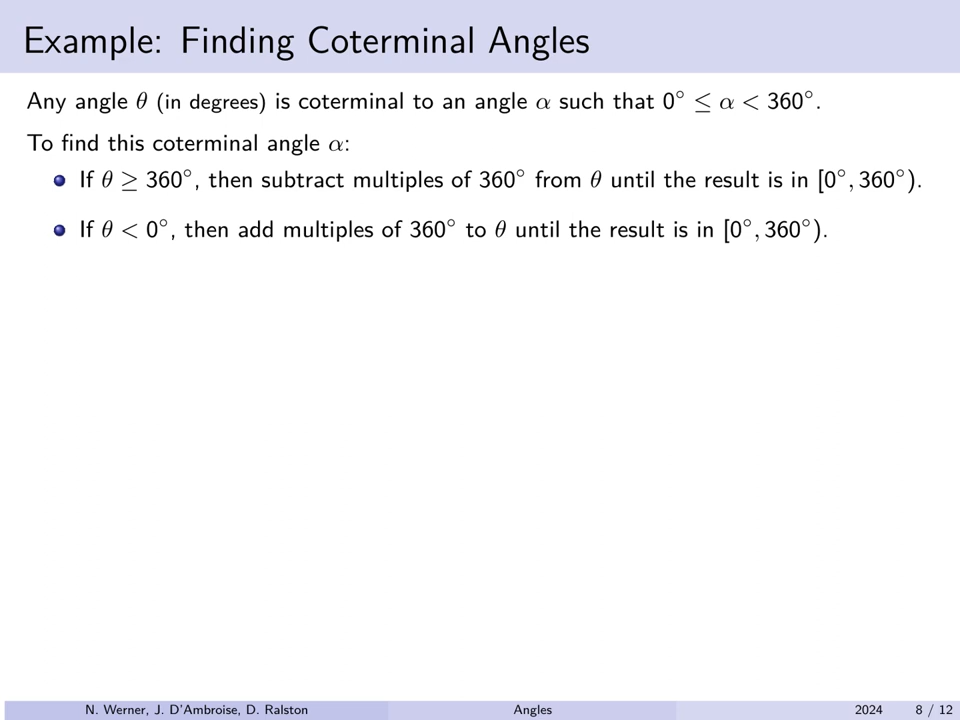 Example: Finding Coterminal Angles
Any angle θ (in degrees) is coterminal to an angle α such that 0° ≤ α < 360°.
To find this coterminal angle α:
If θ ≥ 360°, then subtract multiples of 360° from θ until the result is in [0°, 360°).
If θ < 0°, then add multiples of 360° to θ until the result is in [0°, 360°).
N. Werner, J. D'Ambroise, D. Ralston Angles 2024 8 / 12